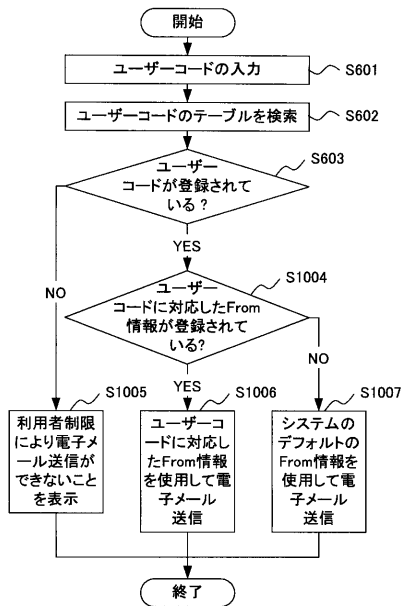 開始
ユーザーコードの入力
S601
ユーザーコードのテーブルを検索
S602
ユーザー
コードが登録されて
いる?
S603
YES
NO
ユーザー
コードに対応したFrom
情報が登録されて
いる?
S1004
YES
NO
S1005
利用者制限
により電子メ
ール送信が
できないこと
を表示
S1006
ユーザーコ
ードに対応し
たFrom情報
を使用して電
子メール
送信
S1007
システムの
デフォルトの
From情報を
使用して電
子メール
送信
終了